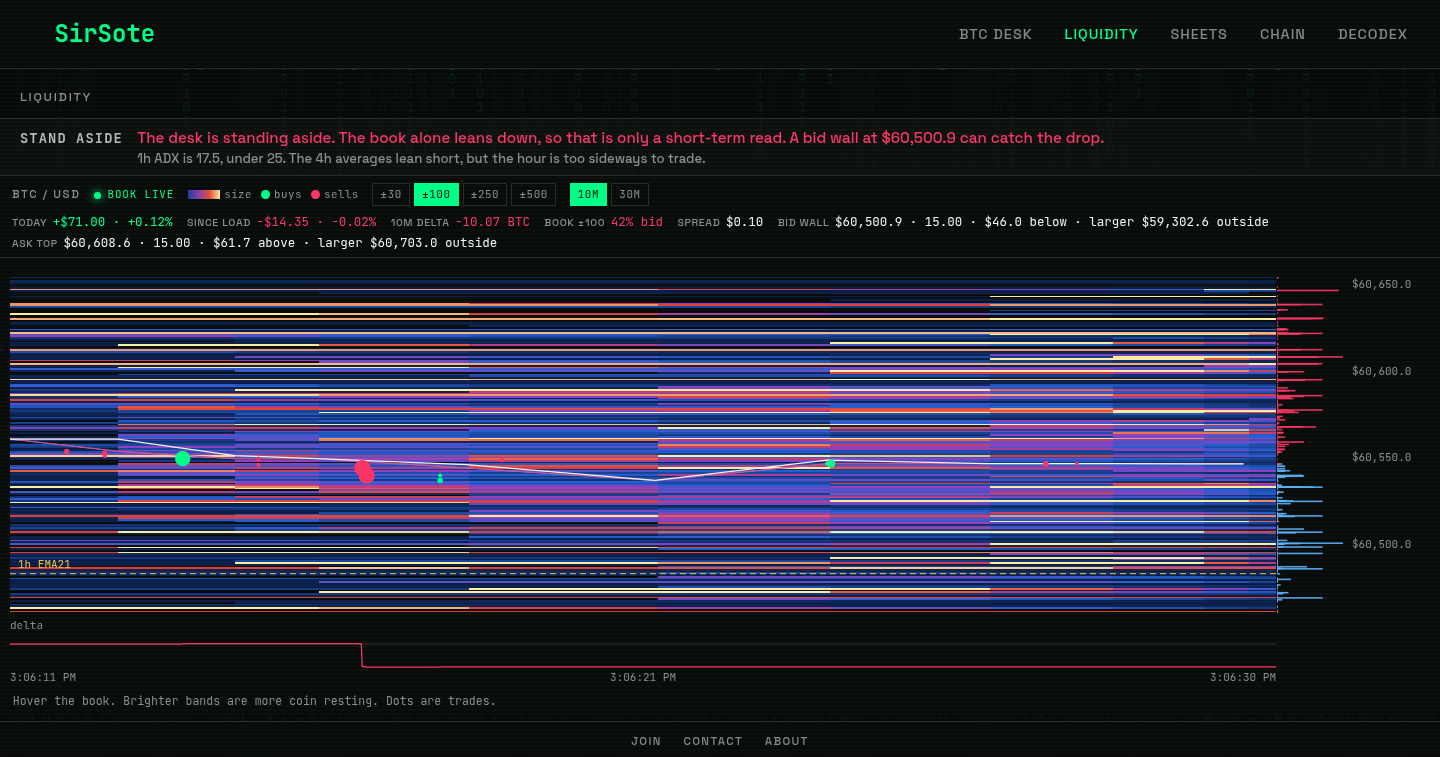 SirSote
BTC DESK LIQUIDITY SHEETS CHAIN DECODEX
LIQUIDITY
STAND ASIDE The desk is standing aside. The book alone leans down, so that is only a short-term read. A bid wall at $60,500.9 can catch the drop.
1h ADX is 17.5, under 25. The 4h averages lean short, but the hour is too sideways to trade.
BTC / USD BOOK LIVE size buys sells ±30 ±100 ±250 ±500 10M 30M
TODAY +$71.00 · +0.12% SINCE LOAD -$14.35 · -0.02% 10M DELTA -10.07 BTC BOOK ±100 42% bid SPREAD $0.10 BID WALL $60,500.9 · 15.00 · $46.0 below · larger $59,302.6 outside
ASK TOP $60,608.6 · 15.00 · $61.7 above · larger $60,703.0 outside
$60,650.0
$60,600.0
$60,550.0
$60,500.0
1h EMA21
delta
3:06:11 PM 3:06:21 PM 3:06:30 PM
Hover the book. Brighter bands are more coin resting. Dots are trades.
JOIN CONTACT ABOUT